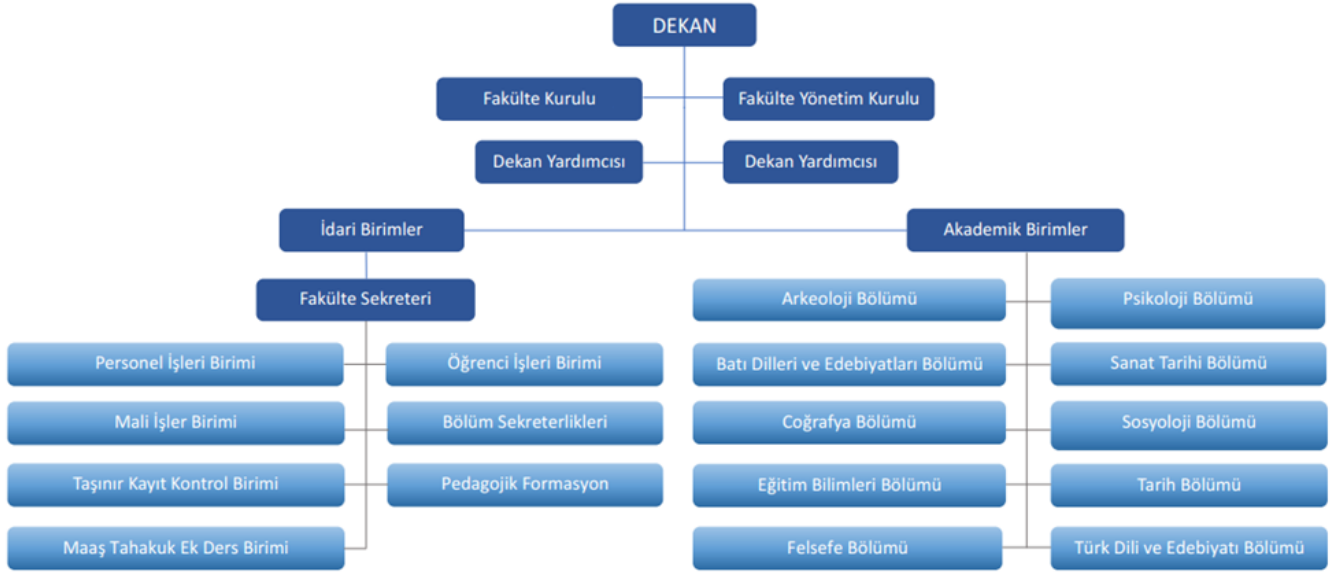 DEKAN
Fakülte Kurulu
Fakülte Yönetim Kurulu
Dekan Yardımcısı
Dekan Yardımcısı
İdari Birimler
Akademik Birimler
Fakülte Sekreteri
Personel İşleri Birimi
Öğrenci İşleri Birimi
Mali İşler Birimi
Bölüm Sekreterlikleri
Taşınır Kayıt Kontrol Birimi
Pedagojik Formasyon
Maaş Tahakuk Ek Ders Birimi
Arkeoloji Bölümü
Psikoloji Bölümü
Batı Dilleri ve Edebiyatları Bölümü
Sanat Tarihi Bölümü
Coğrafya Bölümü
Sosyoloji Bölümü
Eğitim Bilimleri Bölümü
Tarih Bölümü
Felsefe Bölümü
Türk Dili ve Edebiyatı Bölümü